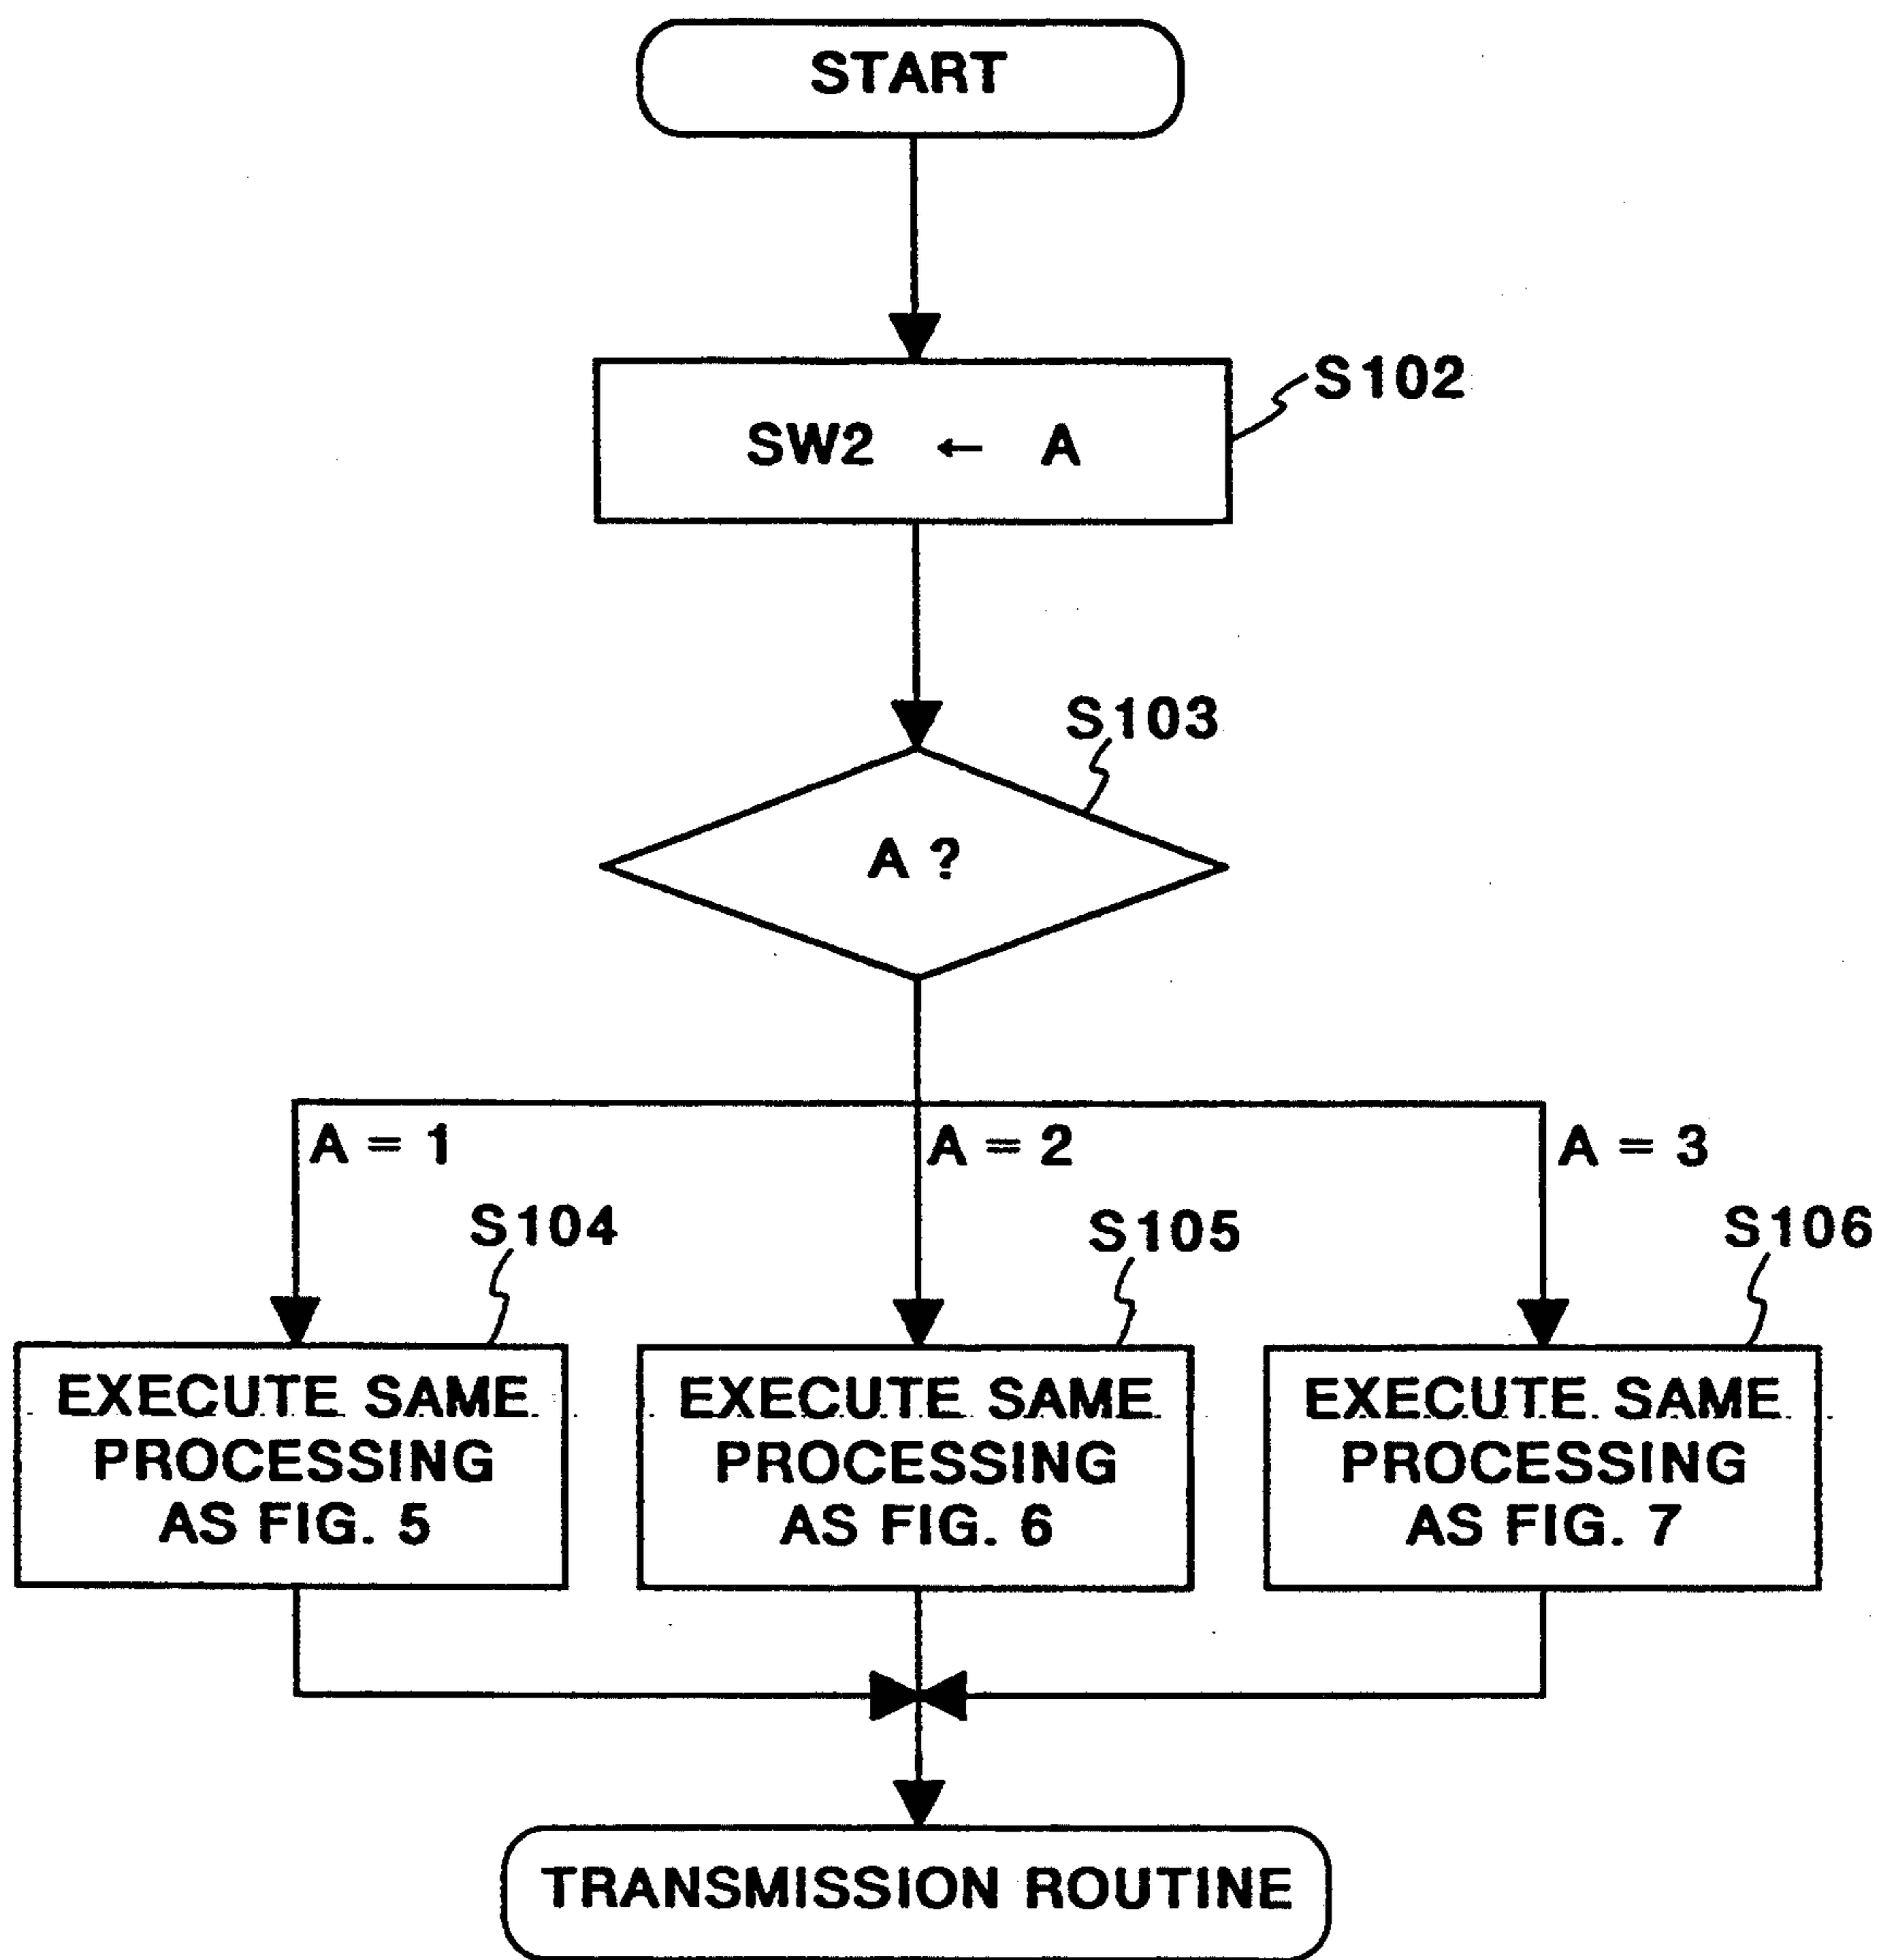 START
S102
SW2 ← A
S103
A ?
A = 1
A = 2
A = 3
S104
S105
S106
EXECUTE SAME
PROCESSING
AS FIG. 5
EXECUTE SAME
PROCESSING
AS FIG. 6
EXECUTE SAME
PROCESSING
AS FIG. 7
TRANSMISSION ROUTINE